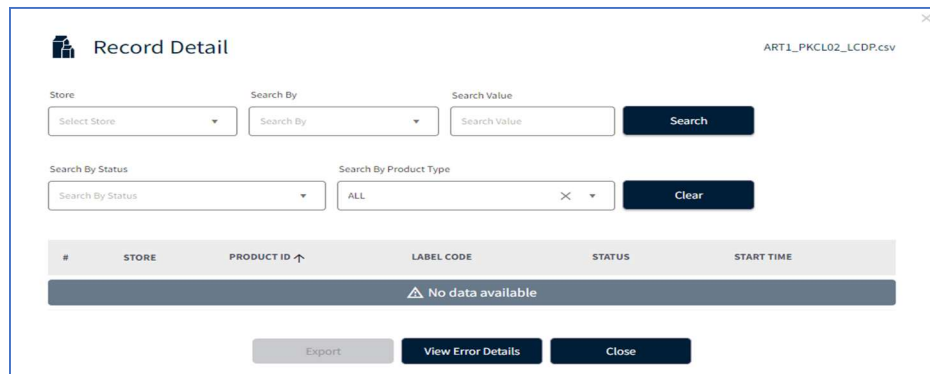 Record Detail
ART1_PKCL02_LCDP.csv
Store
Search By
Search Value
Select Store
Search By
Search Value
Search
Search By Status
Search By Product Type
Search By Status
ALL
Clear
# STORE PRODUCT ID LABEL CODE STATUS START TIME
No data available
Export
View Error Details
Close